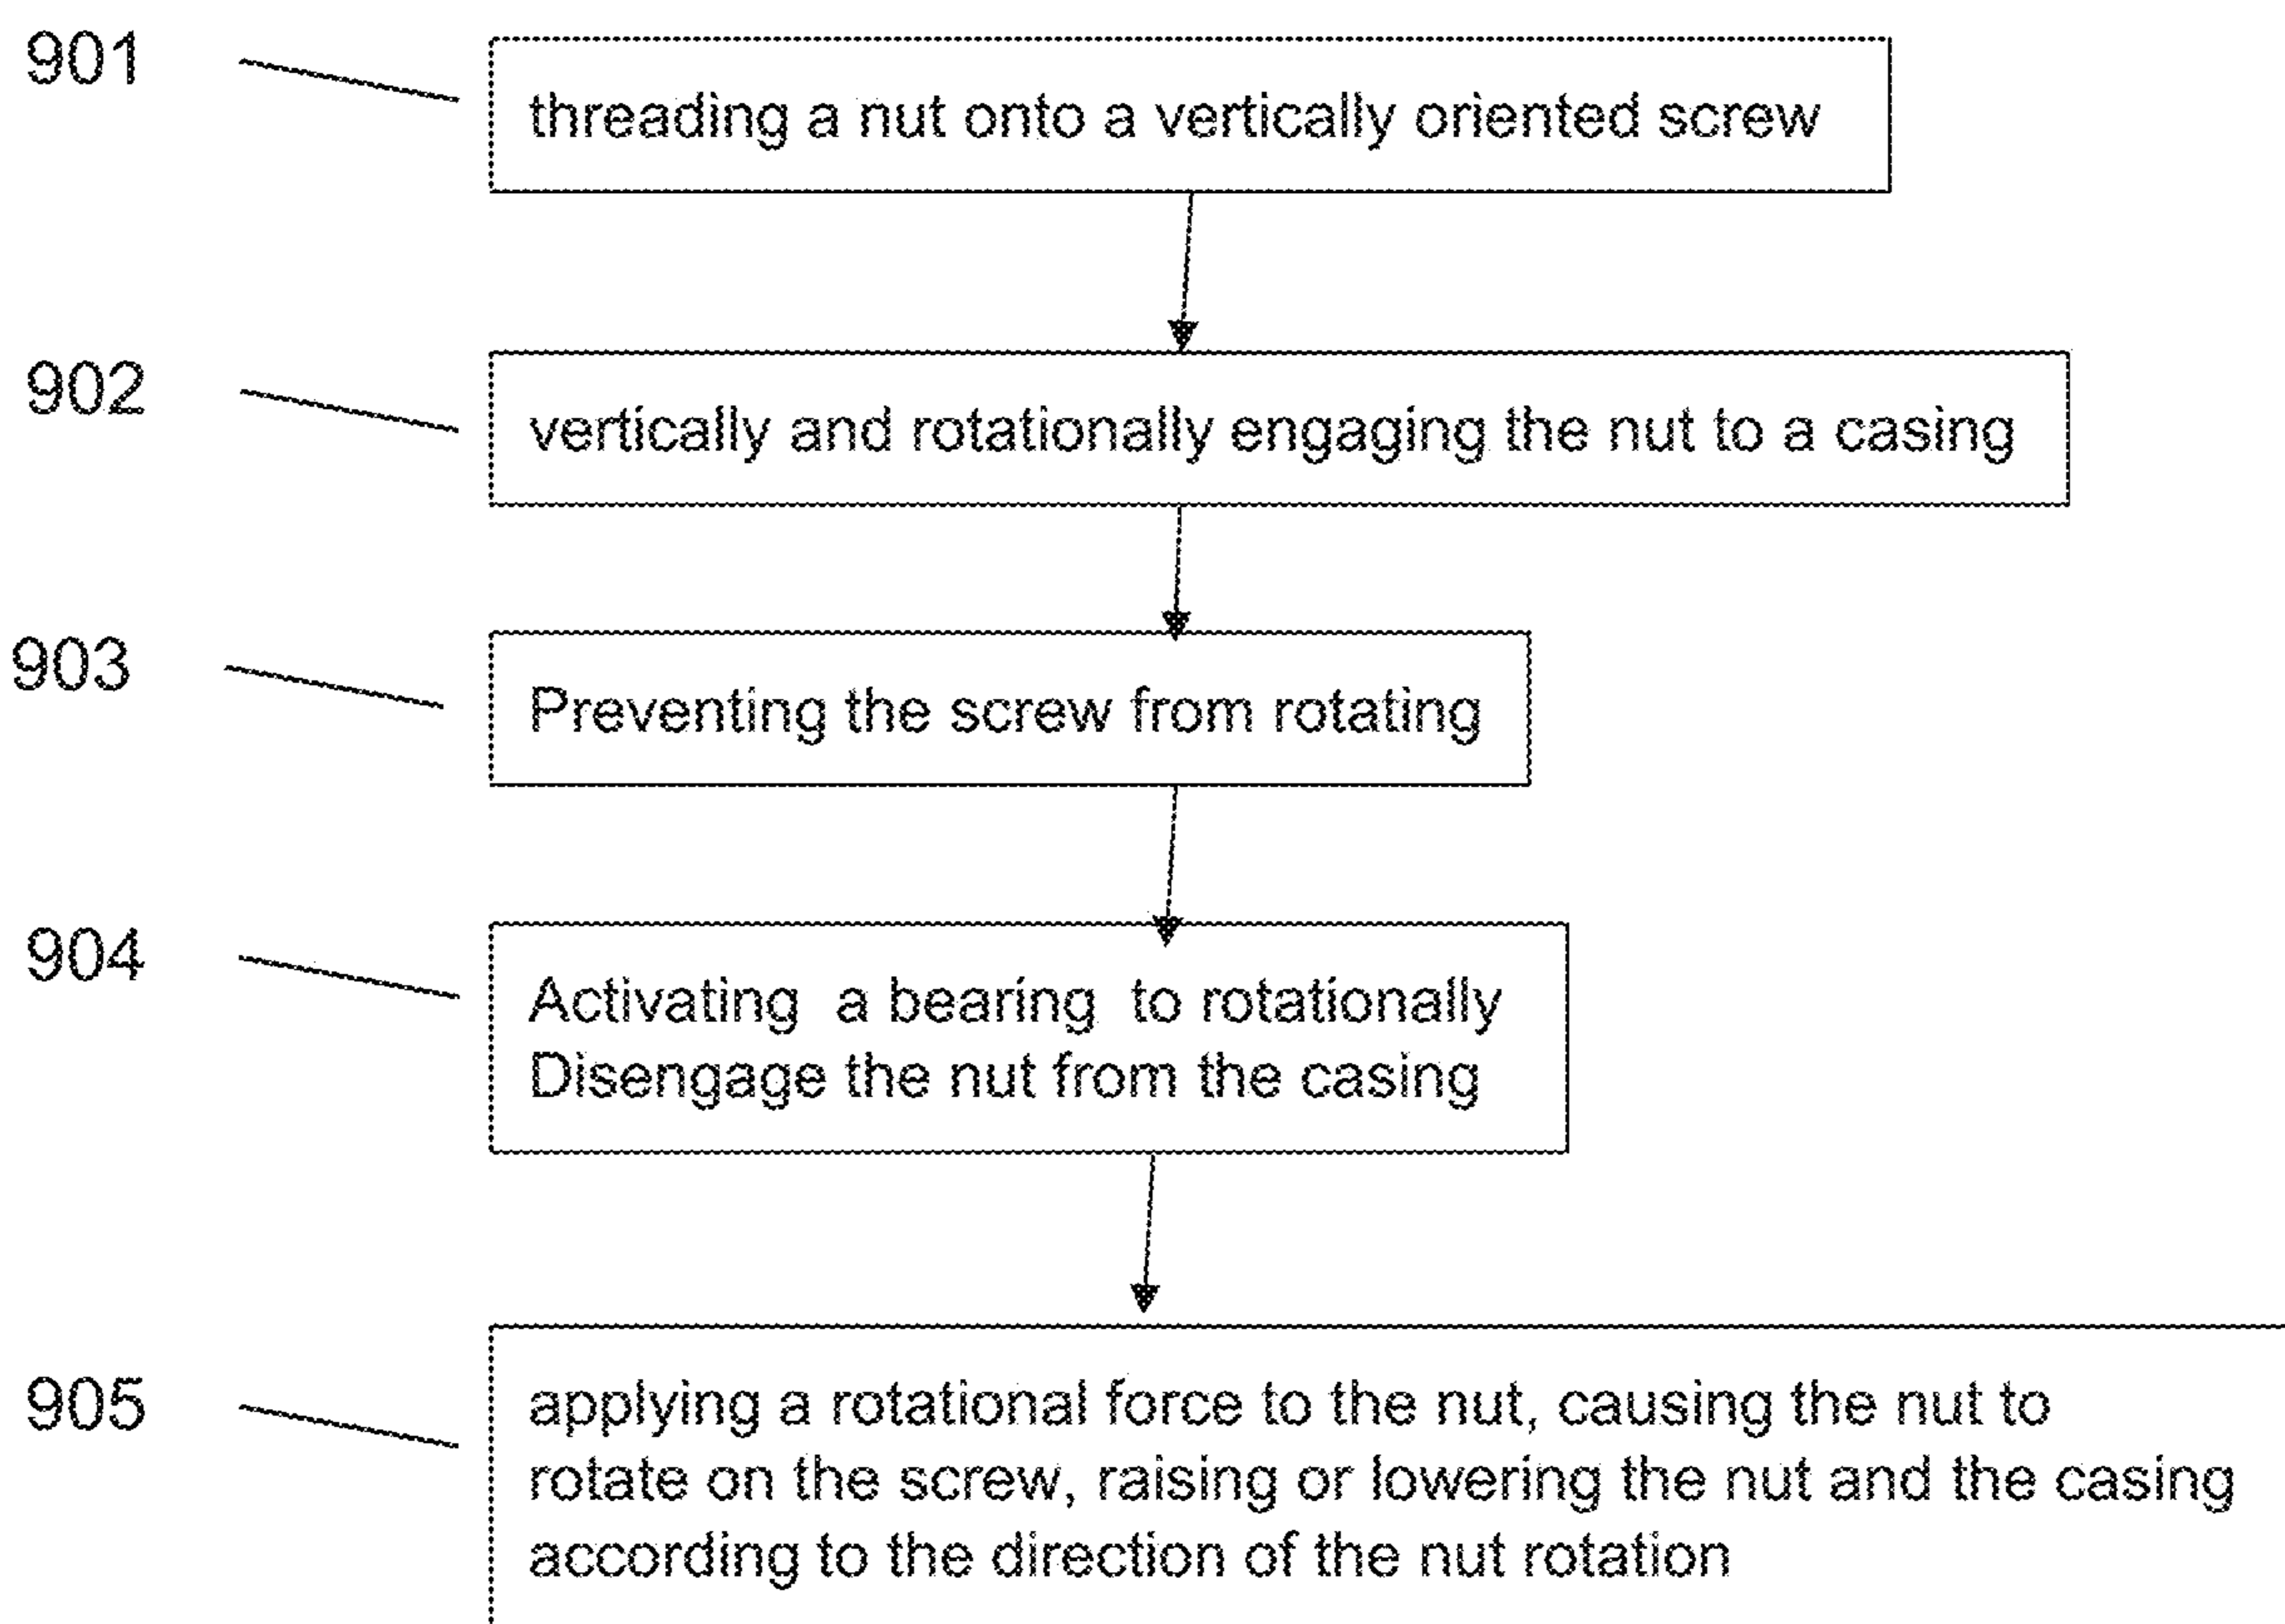 901
threading a nut onto a vertically oriented screw
902
vertically and rotationally engaging the nut to a casing
903
Preventing the screw from rotating
904
Activating a bearing to rotationally
Disengage the nut from the casing
905
applying a rotational force to the nut, causing the nut to
rotate on the screw, raising or lowering the nut and the casing
according to the direction of the nut rotation